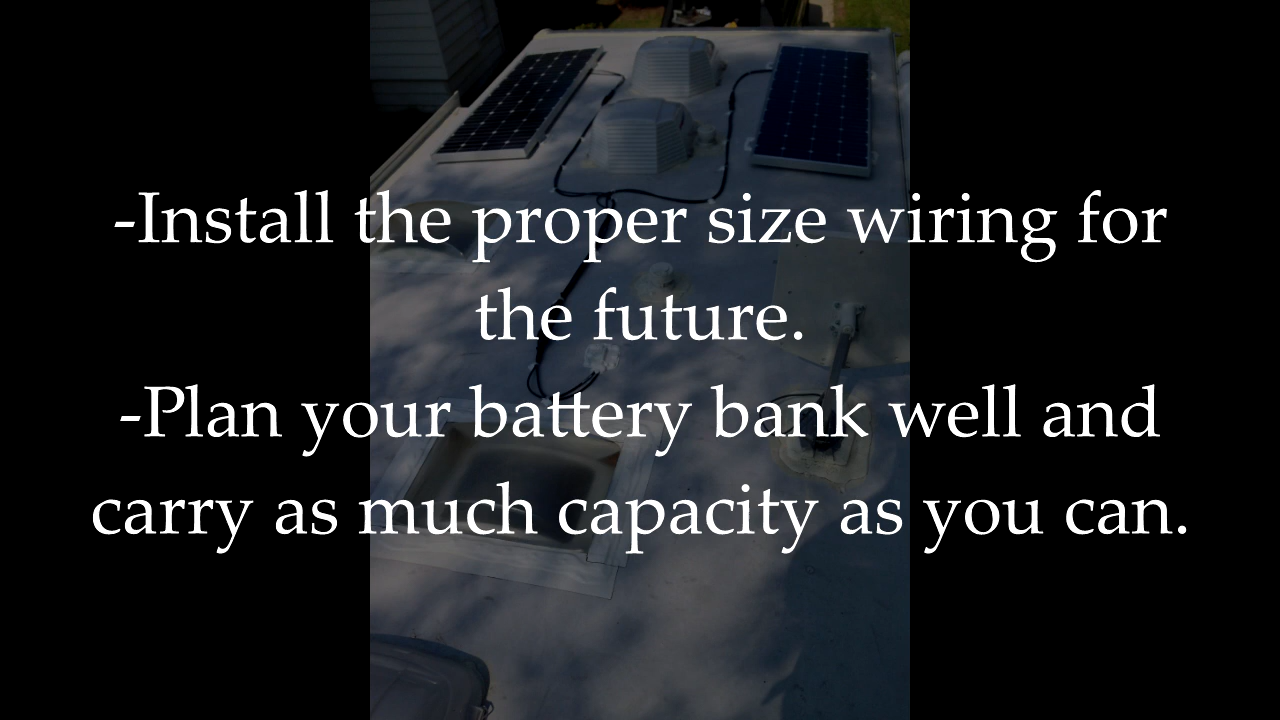 -Install the proper size wiring for
the future.
-Plan your battery bank well and
carry as much capacity as you can.